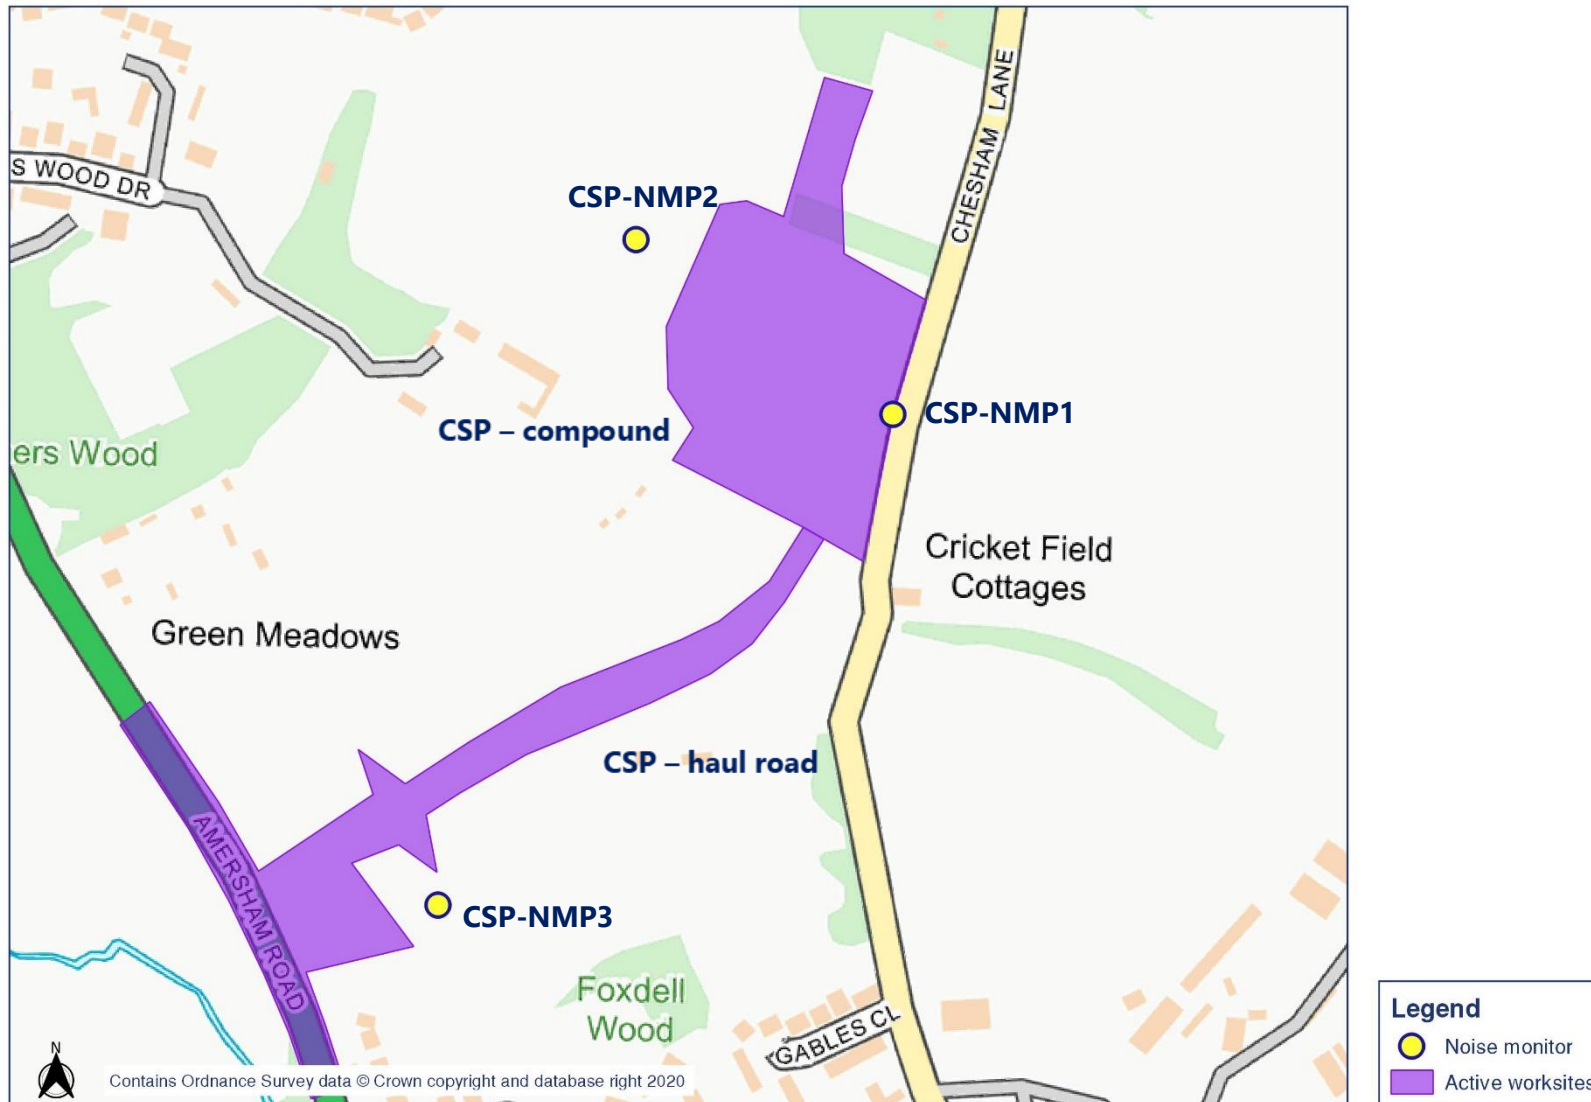 CHESHAM LANE
S WOOD DR
CSP-NMP2
CSP-NMP1
CSP – compound
ers Wood
Cricket Field
Cottages
Green Meadows
CSP – haul road
AMERSHAM ROAD
CSP-NMP3
Foxdell
Wood
GABLES CL
N
Contains Ordnance Survey data © Crown copyright and database right 2020
Legend
Noise monitor
Active worksites